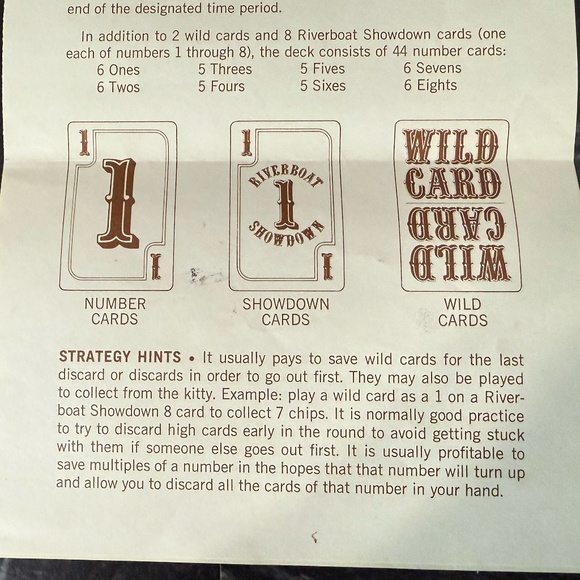 end of the designated time period.
In addition to 2 wild cards and 8 Riverboat Showdown cards (one
each of numbers 1 through 8), the deck consists of 44 number cards:
6 Ones 5 Threes 5 Fives 6 Sevens
6 Twos 5 Fours 5 Sixes 6 Eights
1
1
1
1
RIVERBOAT
1
SHOWDOWN
1
WILD
CARD
CARD
WILD
NUMBER
CARDS
SHOWDOWN
CARDS
WILD
CARDS
STRATEGY HINTS • It usually pays to save wild cards for the last
discard or discards in order to go out first. They may also be played
to collect from the kitty. Example: play a wild card as a 1 on a River-
boat Showdown 8 card to collect 7 chips. It is normally good practice
to try to discard high cards early in the round to avoid getting stuck
with them if someone else goes out first. It is usually profitable to
save multiples of a number in the hopes that that number will turn up
and allow you to discard all the cards of that number in your hand.